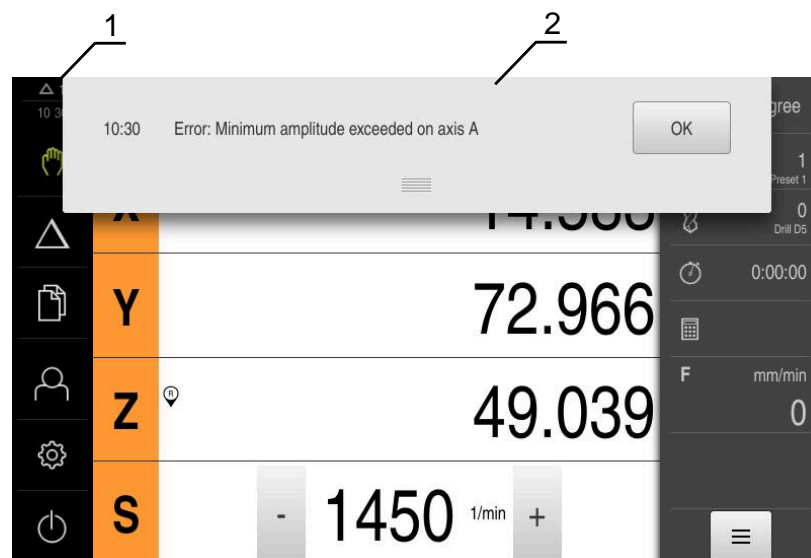 1
2
10:30 Error: Minimum amplitude exceeded on axis A OK
1
Preset 1
0
Drill D5
0:00:00
Y 72.966
Z R 49.039
F mm/min
0
S - 1450 1/min +